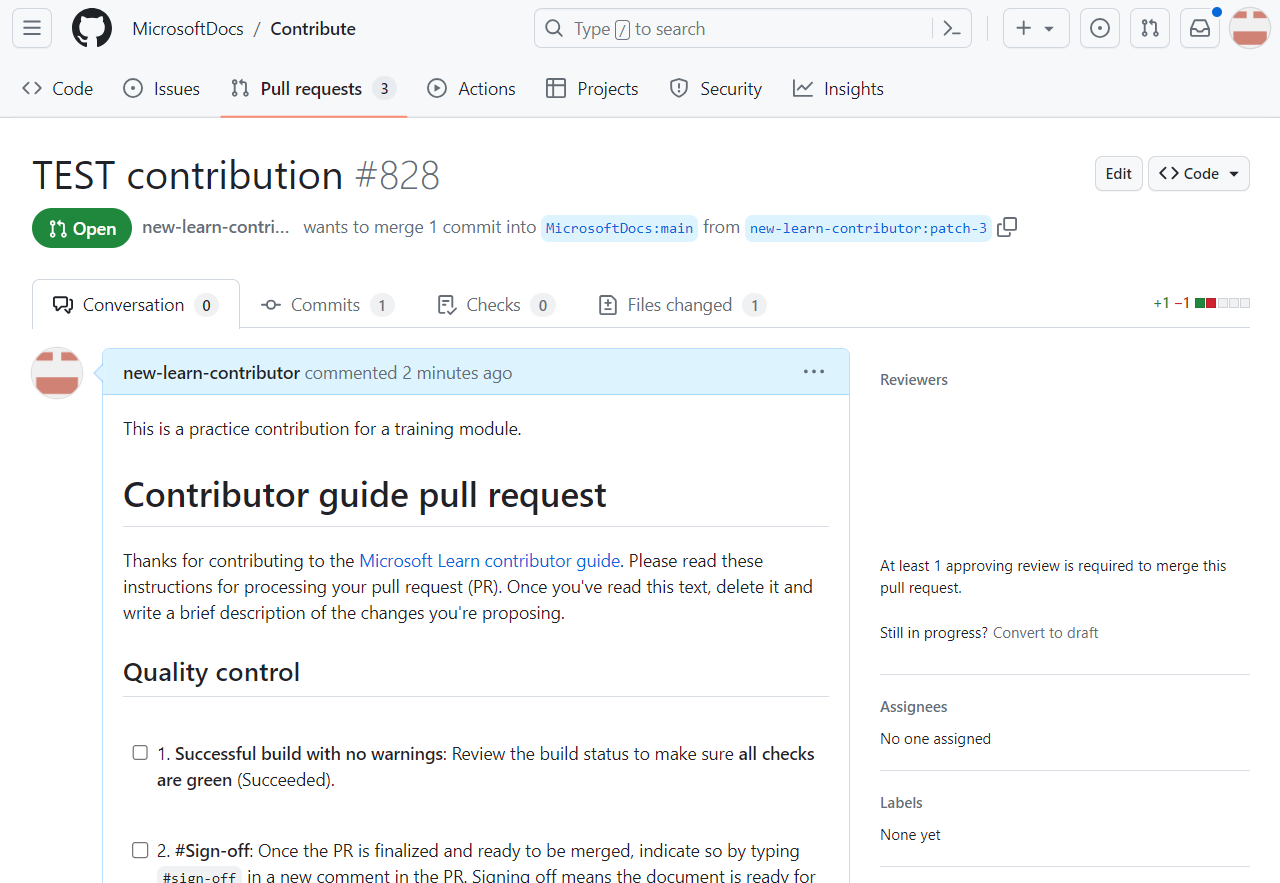 MicrosoftDocs / Contribute
Type / to search
Code
Issues
Pull requests 3
Actions
Projects
Security
Insights
TEST contribution #828
Edit
Code
Open
new-learn-contri... wants to merge 1 commit into MicrosoftDocs:main from new-learn-contributor:patch-3
Conversation 0
Commits 1
Checks 0
Files changed 1
+1 −1
new-learn-contributor commented 2 minutes ago
This is a practice contribution for a training module.
Contributor guide pull request
Thanks for contributing to the Microsoft Learn contributor guide. Please read these
instructions for processing your pull request (PR). Once you've read this text, delete it and
write a brief description of the changes you're proposing.
Quality control
1. Successful build with no warnings: Review the build status to make sure all checks
are green (Succeeded).
2. #Sign-off: Once the PR is finalized and ready to be merged, indicate so by typing
#sign-off in a new comment in the PR. Signing off means the document is ready for
Reviewers
At least 1 approving review is required to merge this
pull request.
Still in progress? Convert to draft
Assignees
No one assigned
Labels
None yet